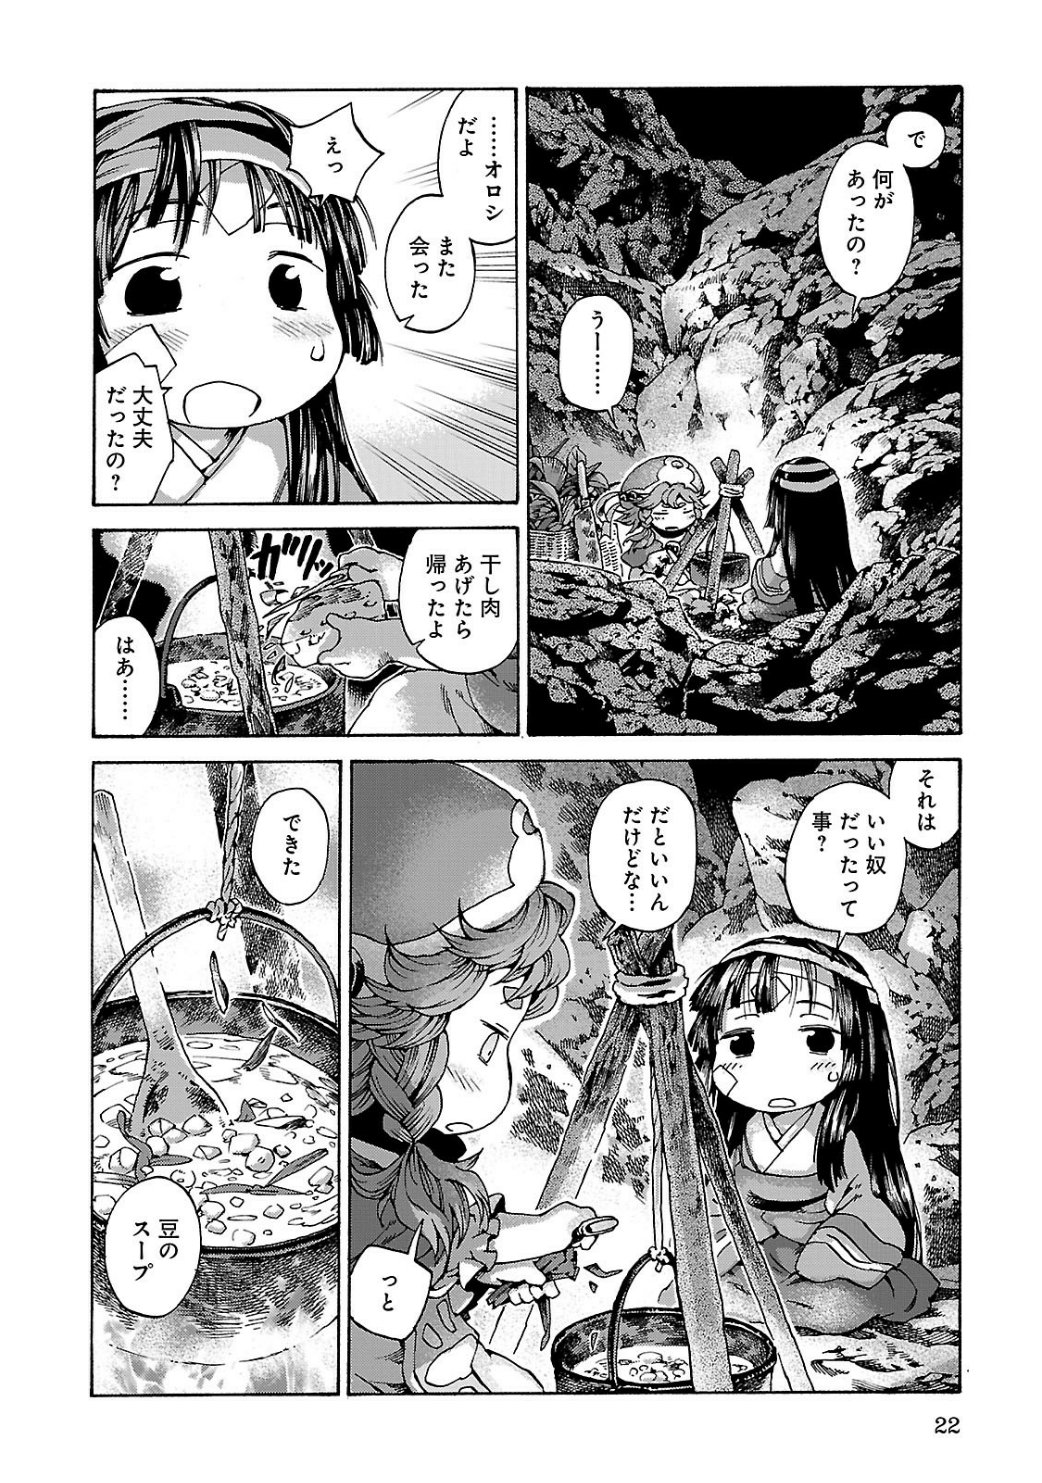 で
何が
あったの?
うー………
……オロシ
だよ
また
会った
えっ
大丈夫
だったの?
干し肉
あげたら
帰ったよ
ガリッ
はあ……
それは
いい奴
だったって
事?
だといいん
だけどな…
っと
できた
豆の
スープ
22